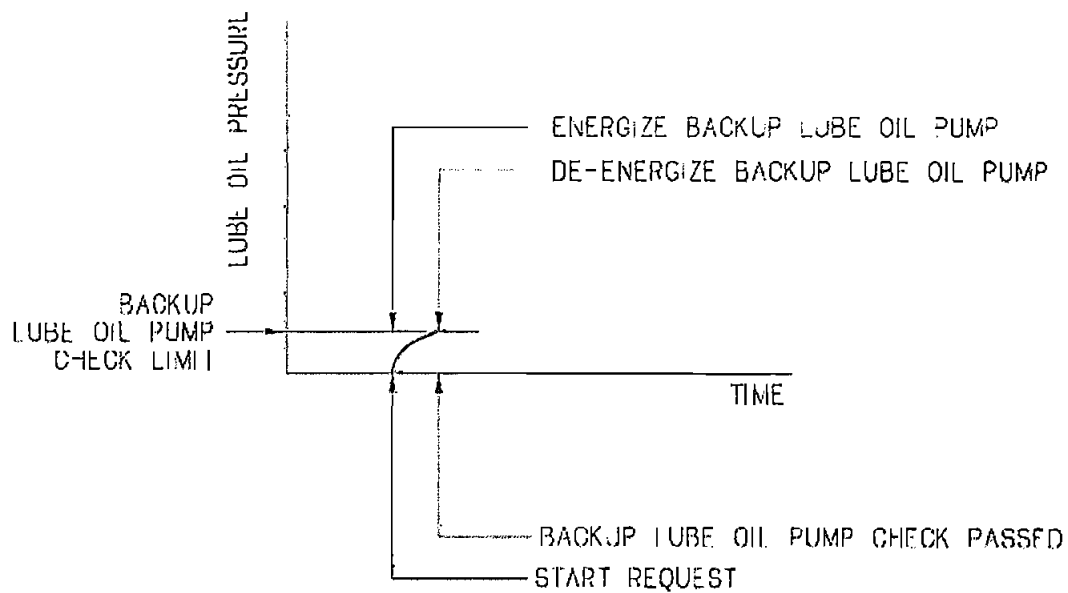 LUBE OIL PRESSURE
ENERGIZE BACKUP LUBE OIL PUMP
DE-ENERGIZE BACKUP LUBE OIL PUMP
BACKUP
LUBE OIL PUMP
CHECK LIMIT
TIME
BACKUP LUBE OIL PUMP CHECK PASSED
START REQUEST